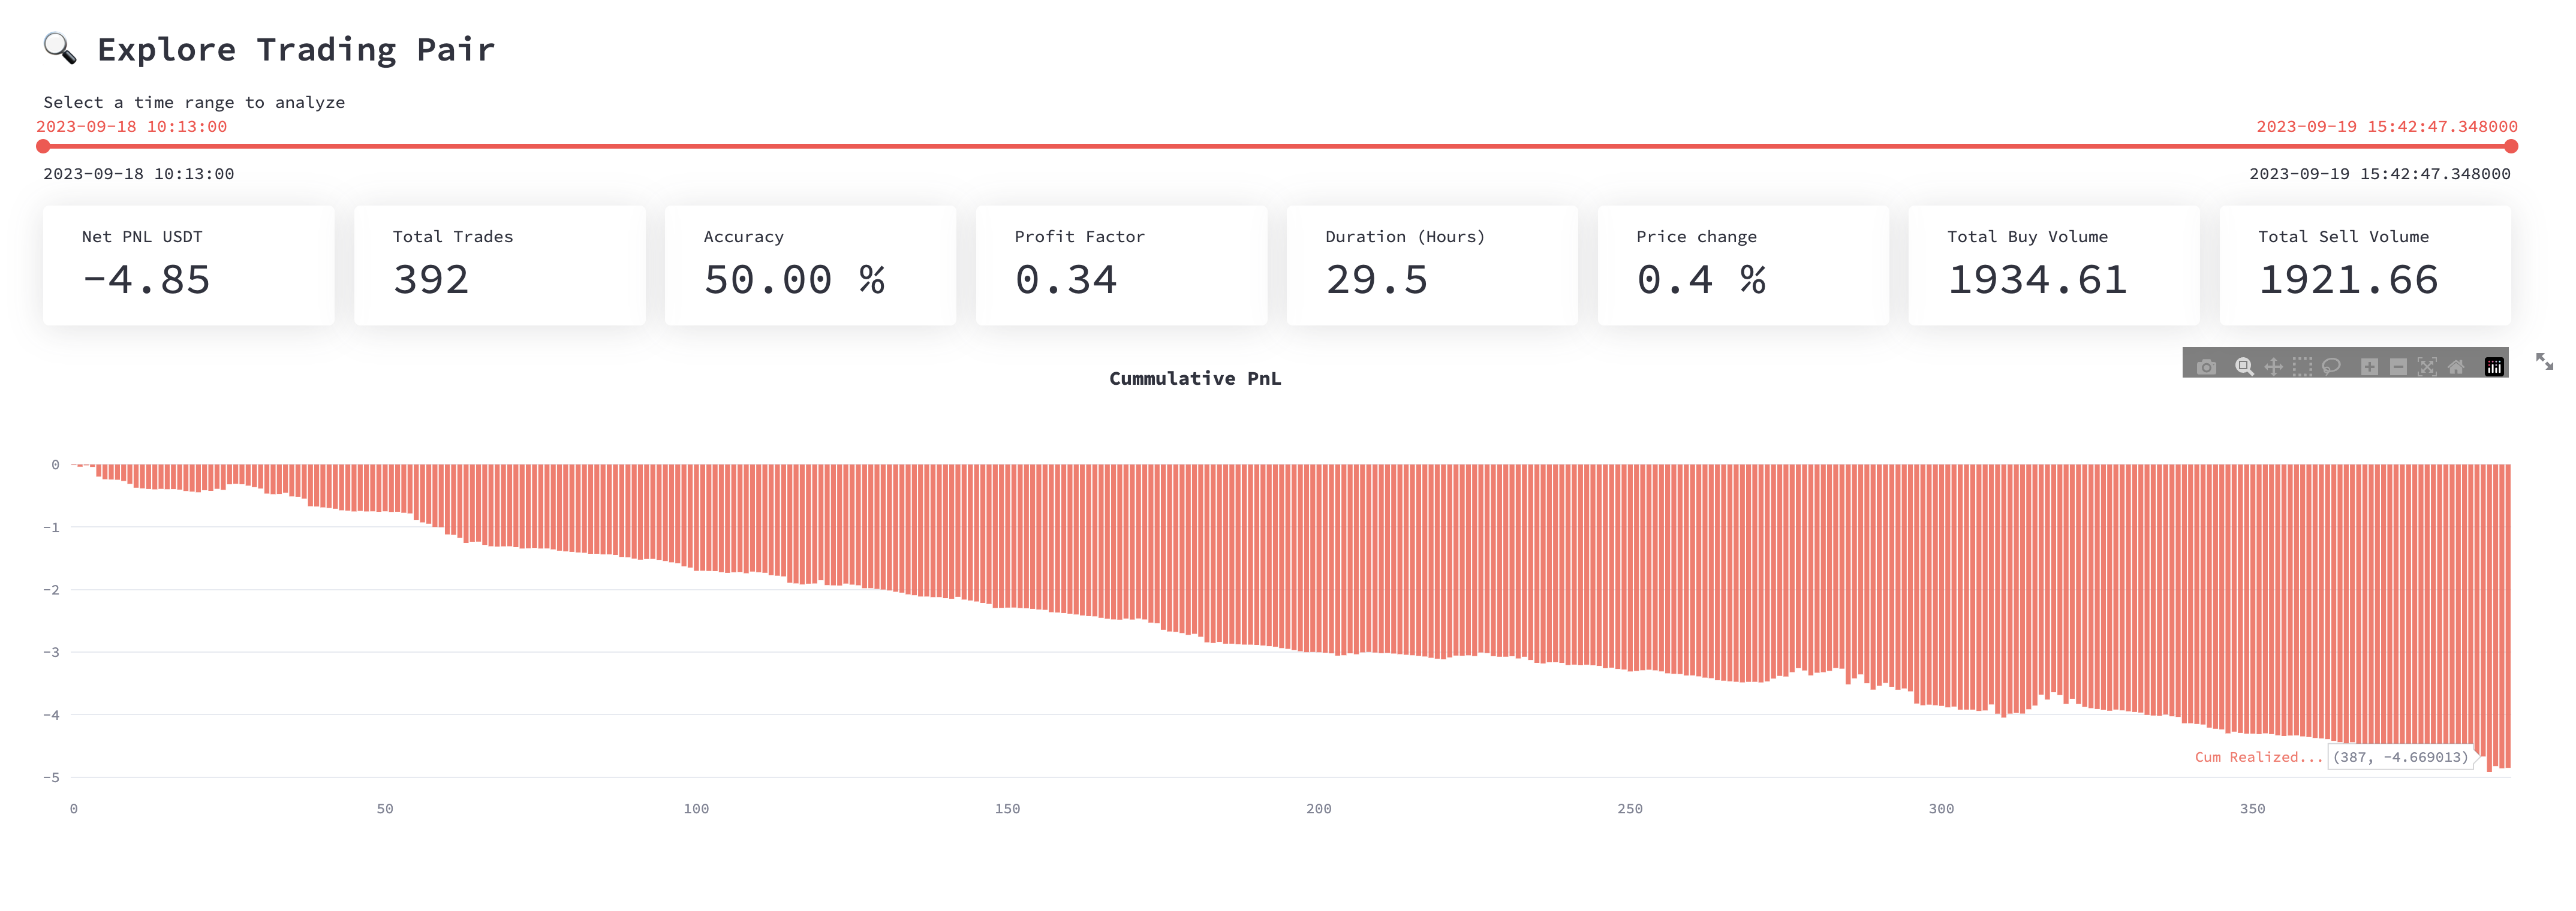 Explore Trading Pair
Select a time range to analyze
2023-09-18 10:13:00 2023-09-19 15:42:47.348000
2023-09-18 10:13:00 2023-09-19 15:42:47.348000
Net PNL USDT
-4.85
Total Trades
392
Accuracy
50.00 %
Profit Factor
0.34
Duration (Hours)
29.5
Price change
0.4 %
Total Buy Volume
1934.61
Total Sell Volume
1921.66
Cummulative PnL
0
−1
−2
−3
−4
−5
Cum Realized... (387, −4.669013)
0 50 100 150 200 250 300 350